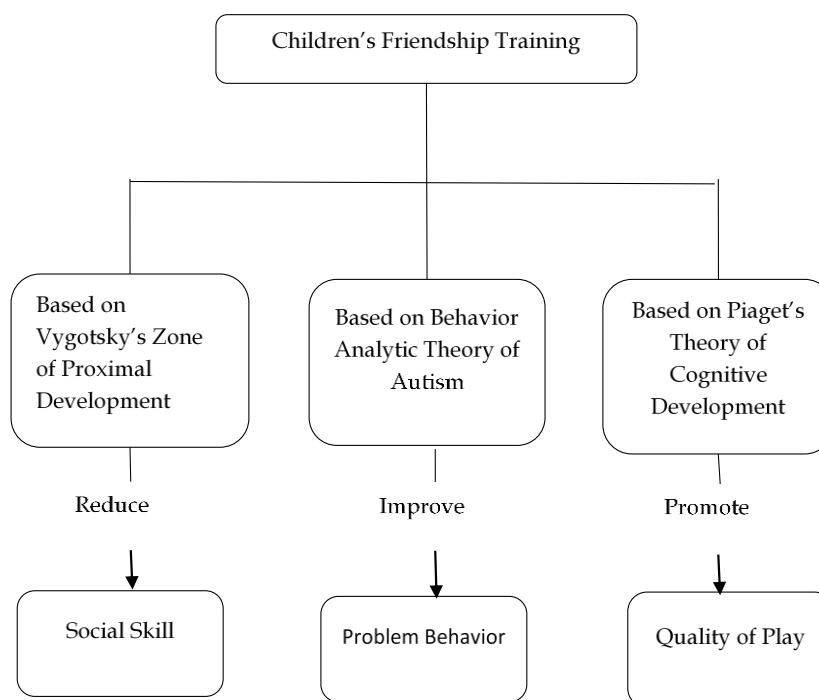 Children’s Friendship Training
Based on
Vygotsky’s Zone
of Proximal
Development
Based on Behavior
Analytic Theory of
Autism
Based on Piaget’s
Theory of
Cognitive
Development
Reduce
Improve
Promote
Social Skill
Problem Behavior
Quality of Play